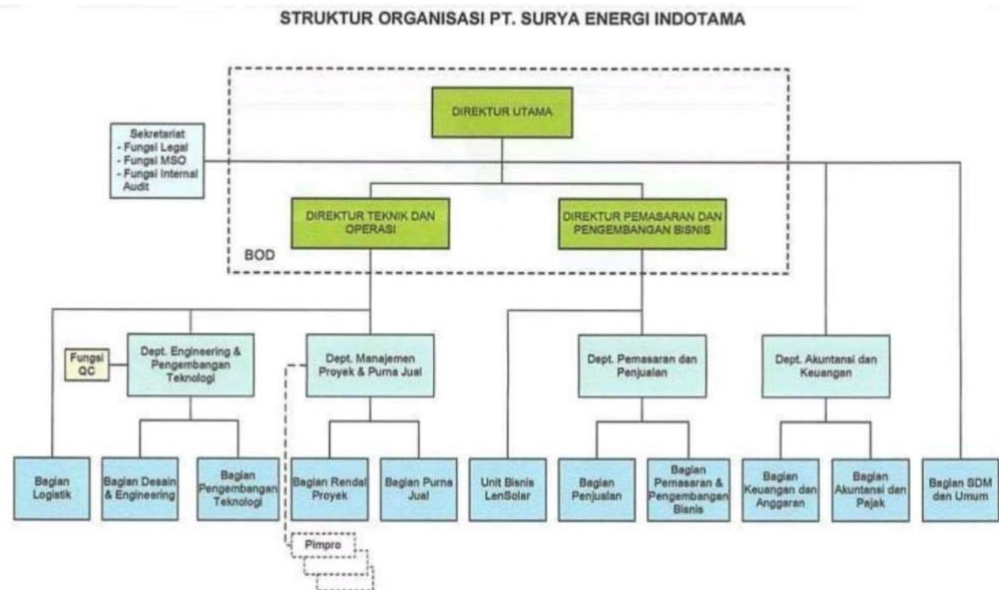 STRUKTUR ORGANISASI PT. SURYA ENERGI INDOTAMA
DIREKTUR UTAMA
Sekretariat
- Fungsi Legal
- Fungsi MSO
- Fungsi Internal
Audit
DIREKTUR TEKNIK DAN
OPERASI
DIREKTUR PEMASARAN DAN
PENGEMBANGAN BISNIS
BOD
Fungsi
QC
Dept. Engineering &
Pengembangan
Teknologi
Dept. Manajemen
Proyek & Purna Jual
Dept. Pemasaran dan
Penjualan
Dept. Akuntansi dan
Keuangan
Bagian
Logistik
Bagian Desain
& Engineering
Bagian
Pengembangan
Teknologi
Bagian Rendal
Proyek
Bagian Purna
Jual
Unit Bisnis
LenSolar
Bagian
Penjualan
Bagian
Pemasaran &
Pengembangan
Bisnis
Bagian
Keuangan dan
Anggaran
Bagian
Akuntansi dan
Pajak
Bagian SDM
dan Umum
Pimpro